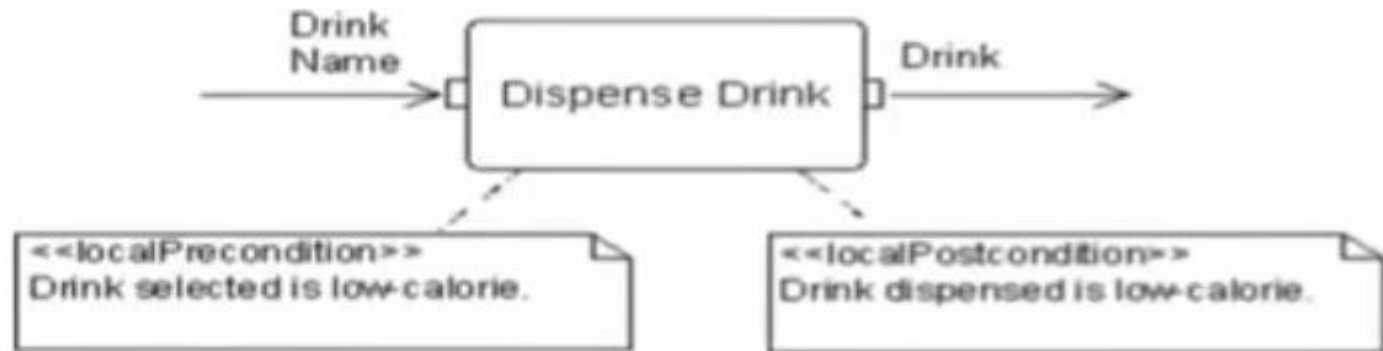 Drink
Name
Dispense Drink
Drink
<<localPrecondition>>
Drink selected is low-calorie.
<<localPostcondition>>
Drink dispensed is low-calorie.